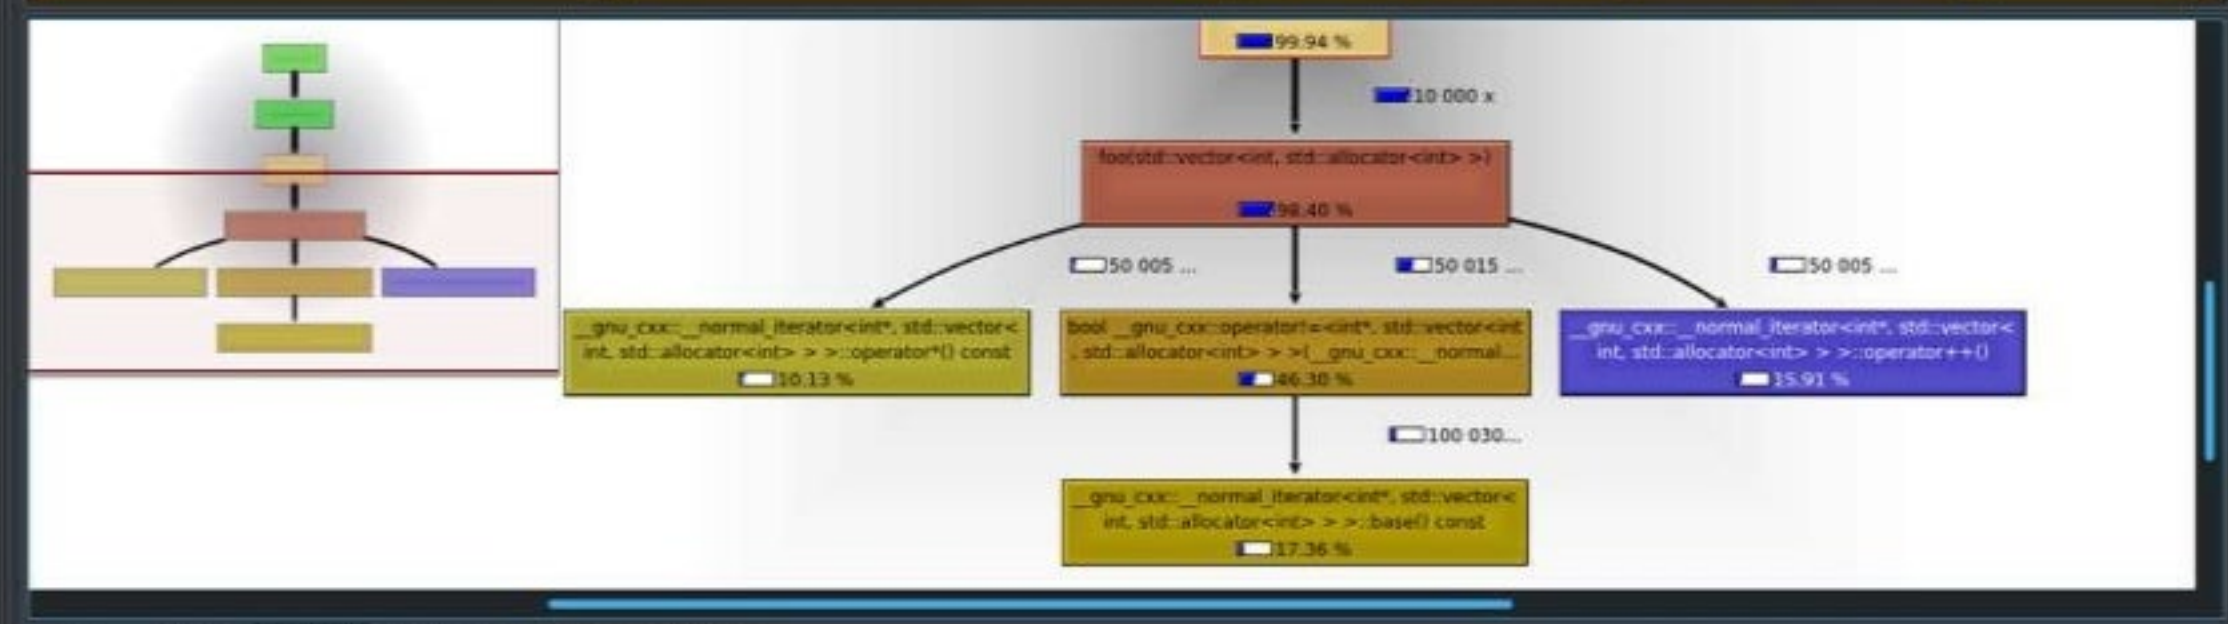 99.94 %
10 000 x
foo(std::vector<int, std::allocator<int> >)
98.40 %
50 005 ...
50 015 ...
50 005 ...
__gnu_cxx::__normal_iterator<int*, std::vector<
int, std::allocator<int> > >::operator*() const
10.13 %
bool __gnu_cxx::operator!=<int*, std::vector<int
, std::allocator<int> > >(__gnu_cxx::__normal...
46.30 %
__gnu_cxx::__normal_iterator<int*, std::vector<
int, std::allocator<int> > >::operator++()
15.91 %
100 030...
__gnu_cxx::__normal_iterator<int*, std::vector<
int, std::allocator<int> > >::base() const
17.36 %